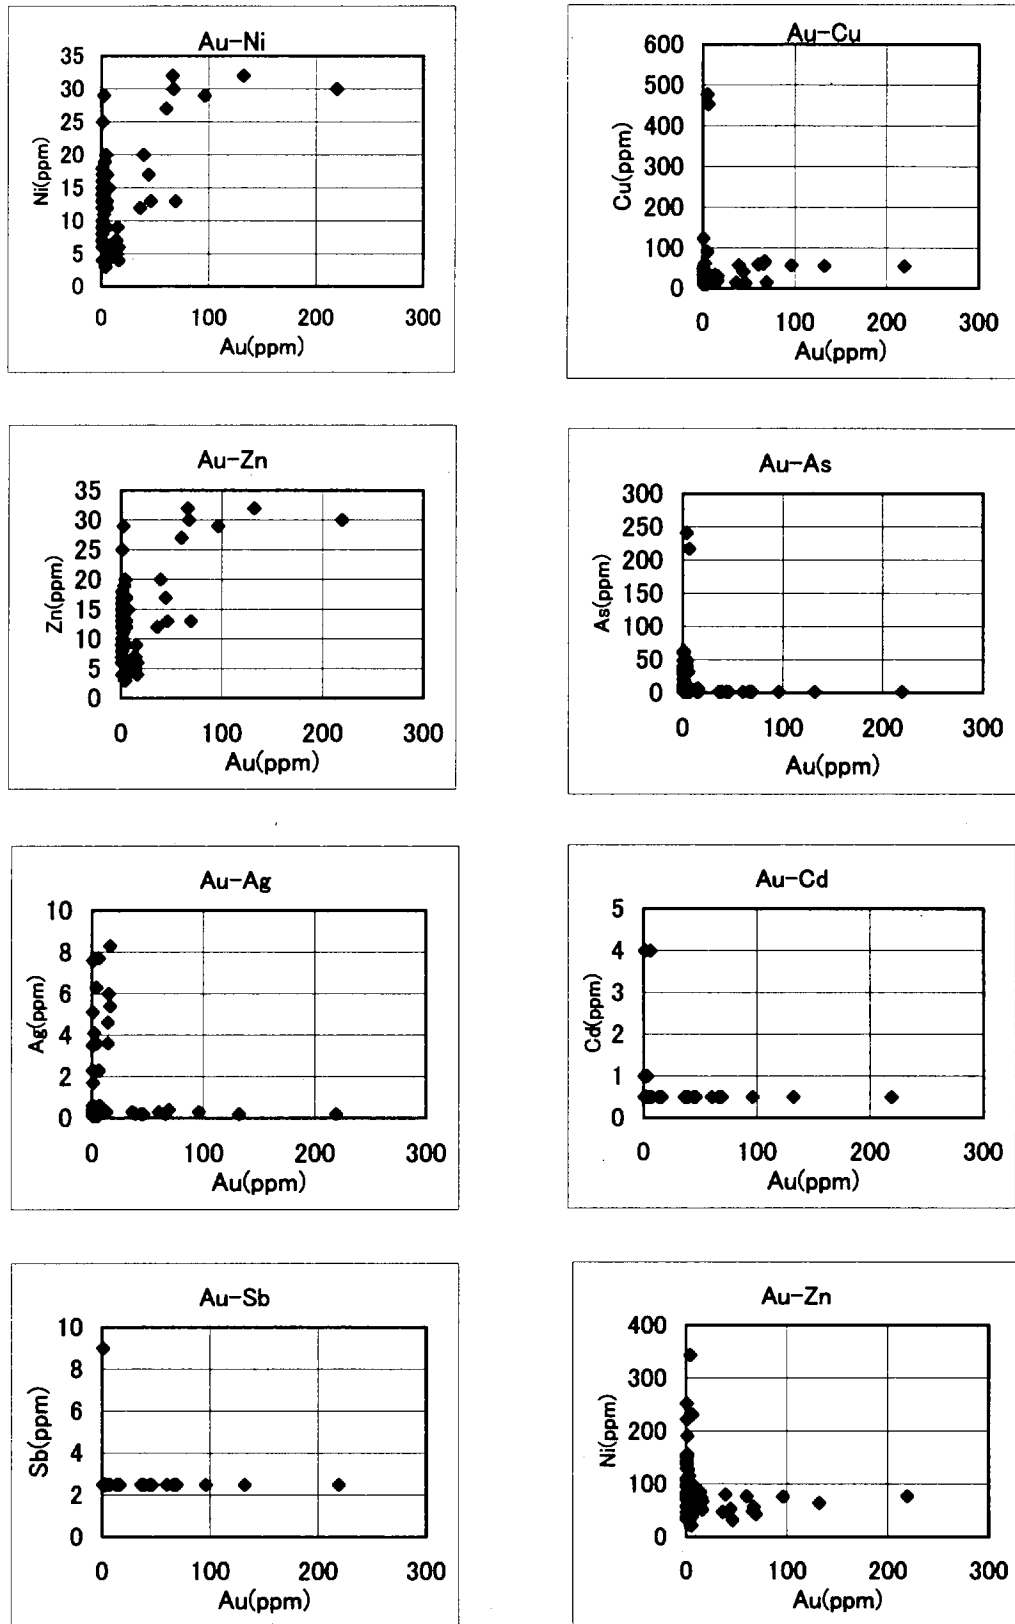 Au-Ni
35
30
25
20
15
10
5
0
Ni(ppm)
0 100 200 300
Au(ppm)
Au-Cu
600
500
400
300
200
100
0
Cu(ppm)
0 100 200 300
Au(ppm)
Au-Zn
35
30
25
20
15
10
5
0
Zn(ppm)
0 100 200 300
Au(ppm)
Au-As
300
250
200
150
100
50
0
As(ppm)
0 100 200 300
Au(ppm)
Au-Ag
10
8
6
4
2
0
Ag(ppm)
0 100 200 300
Au(ppm)
Au-Cd
5
4
3
2
1
0
Cd(ppm)
0 100 200 300
Au(ppm)
Au-Sb
10
8
6
4
2
0
Sb(ppm)
0 100 200 300
Au(ppm)
Au-Zn
400
300
200
100
0
Ni(ppm)
0 100 200 300
Au(ppm)